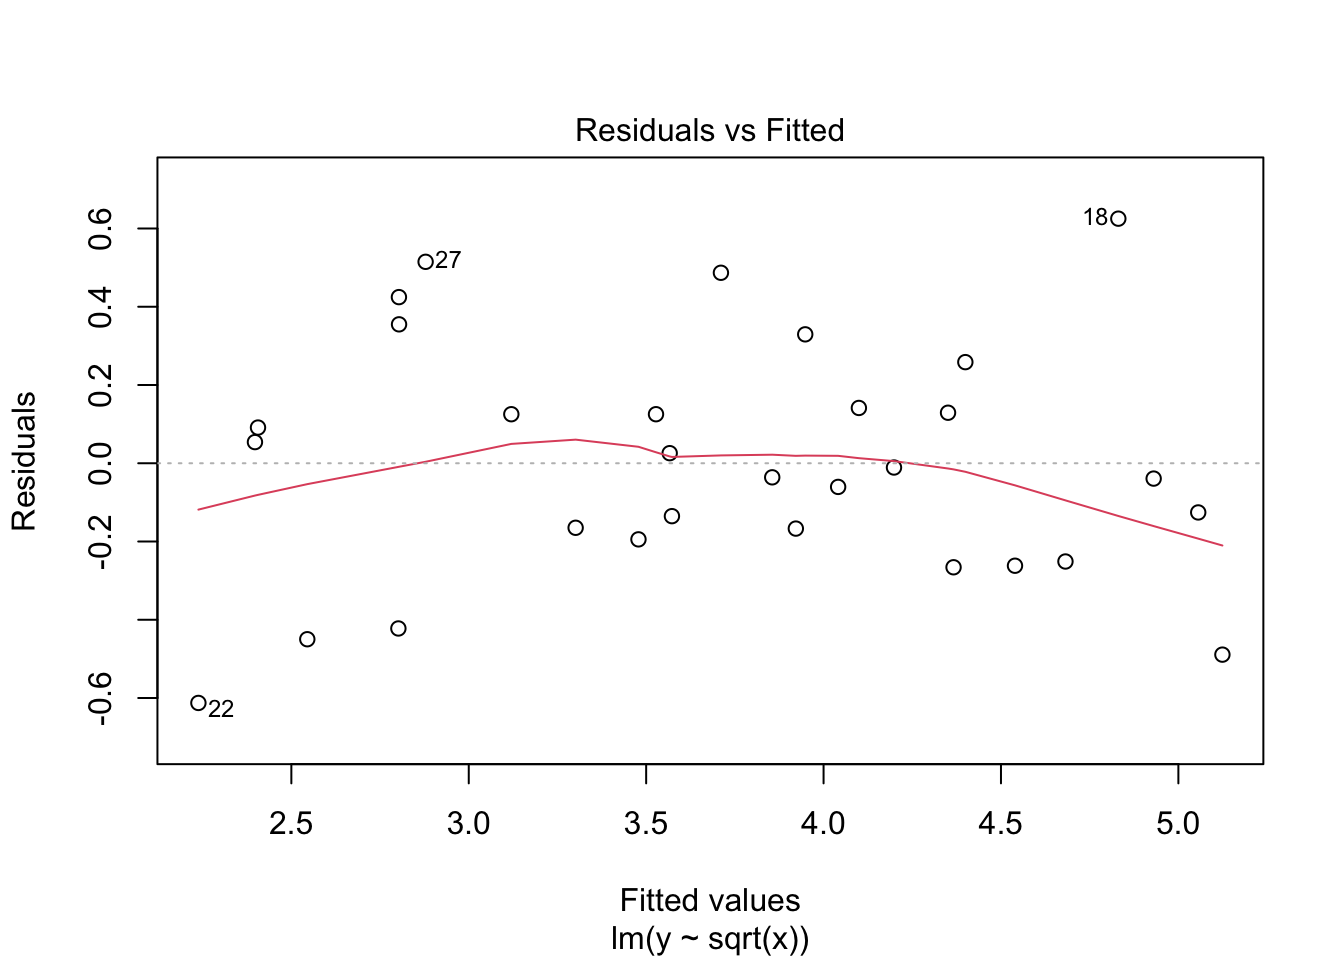 Residuals vs Fitted
Residuals
0.6
0.4
0.2
0.0
-0.2
-0.6
18
27
22
2.5 3.0 3.5 4.0 4.5 5.0
Fitted values
lm(y ~ sqrt(x))